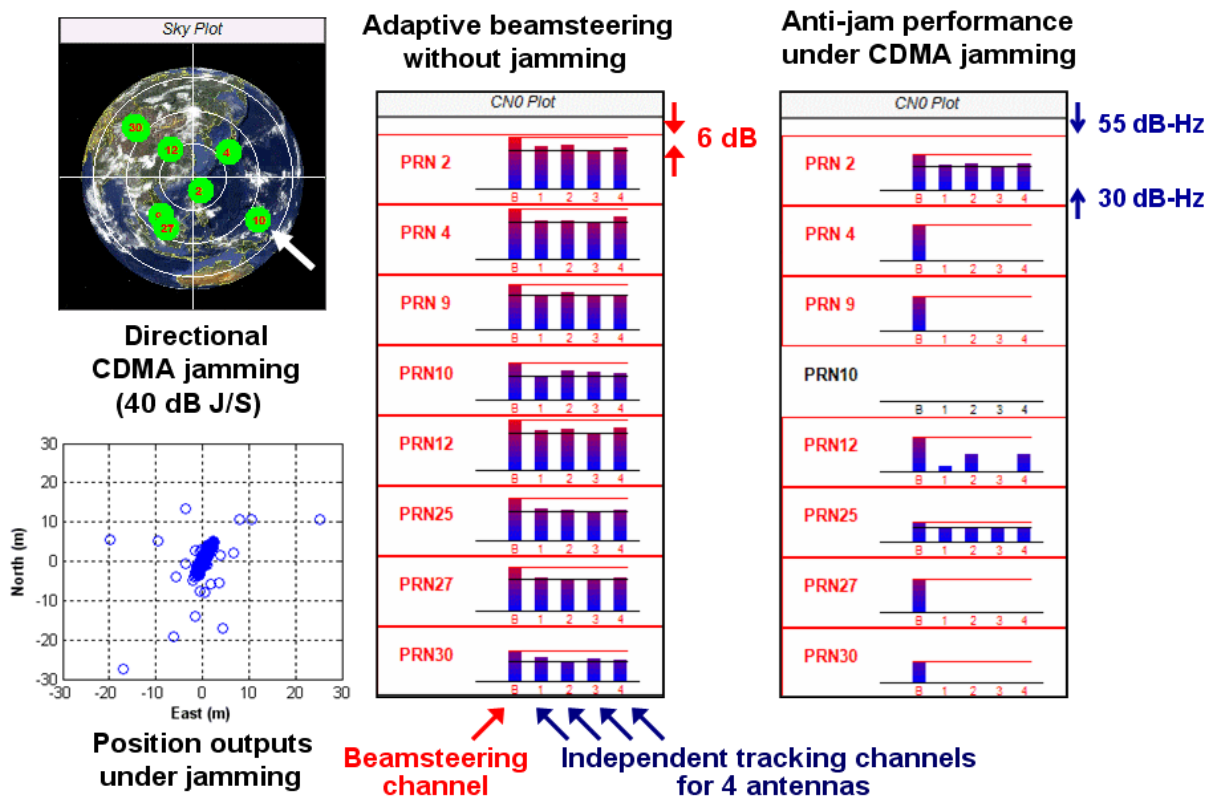 Sky Plot
30
12
4
2
9
27
10
Directional
CDMA jamming
(40 dB J/S)
30
20
10
0
-10
-20
-30
-30
-20
-10
0
10
20
30
North (m)
East (m)
Position outputs
under jamming
Adaptive beamsteering
without jamming
CN0 Plot
6 dB
PRN 2
B 1 2 3 4
PRN 4
B 1 2 3 4
PRN 9
B 1 2 3 4
PRN10
B 1 2 3 4
PRN12
B 1 2 3 4
PRN25
B 1 2 3 4
PRN27
B 1 2 3 4
PRN30
B 1 2 3 4
Beamsteering
channel
Independent tracking channels
for 4 antennas
Anti-jam performance
under CDMA jamming
CN0 Plot
55 dB-Hz
30 dB-Hz
PRN 2
B 1 2 3 4
PRN 4
B 1 2 3 4
PRN 9
B 1 2 3 4
PRN10
B 1 2 3 4
PRN12
B 1 2 3 4
PRN25
B 1 2 3 4
PRN27
B 1 2 3 4
PRN30
B 1 2 3 4